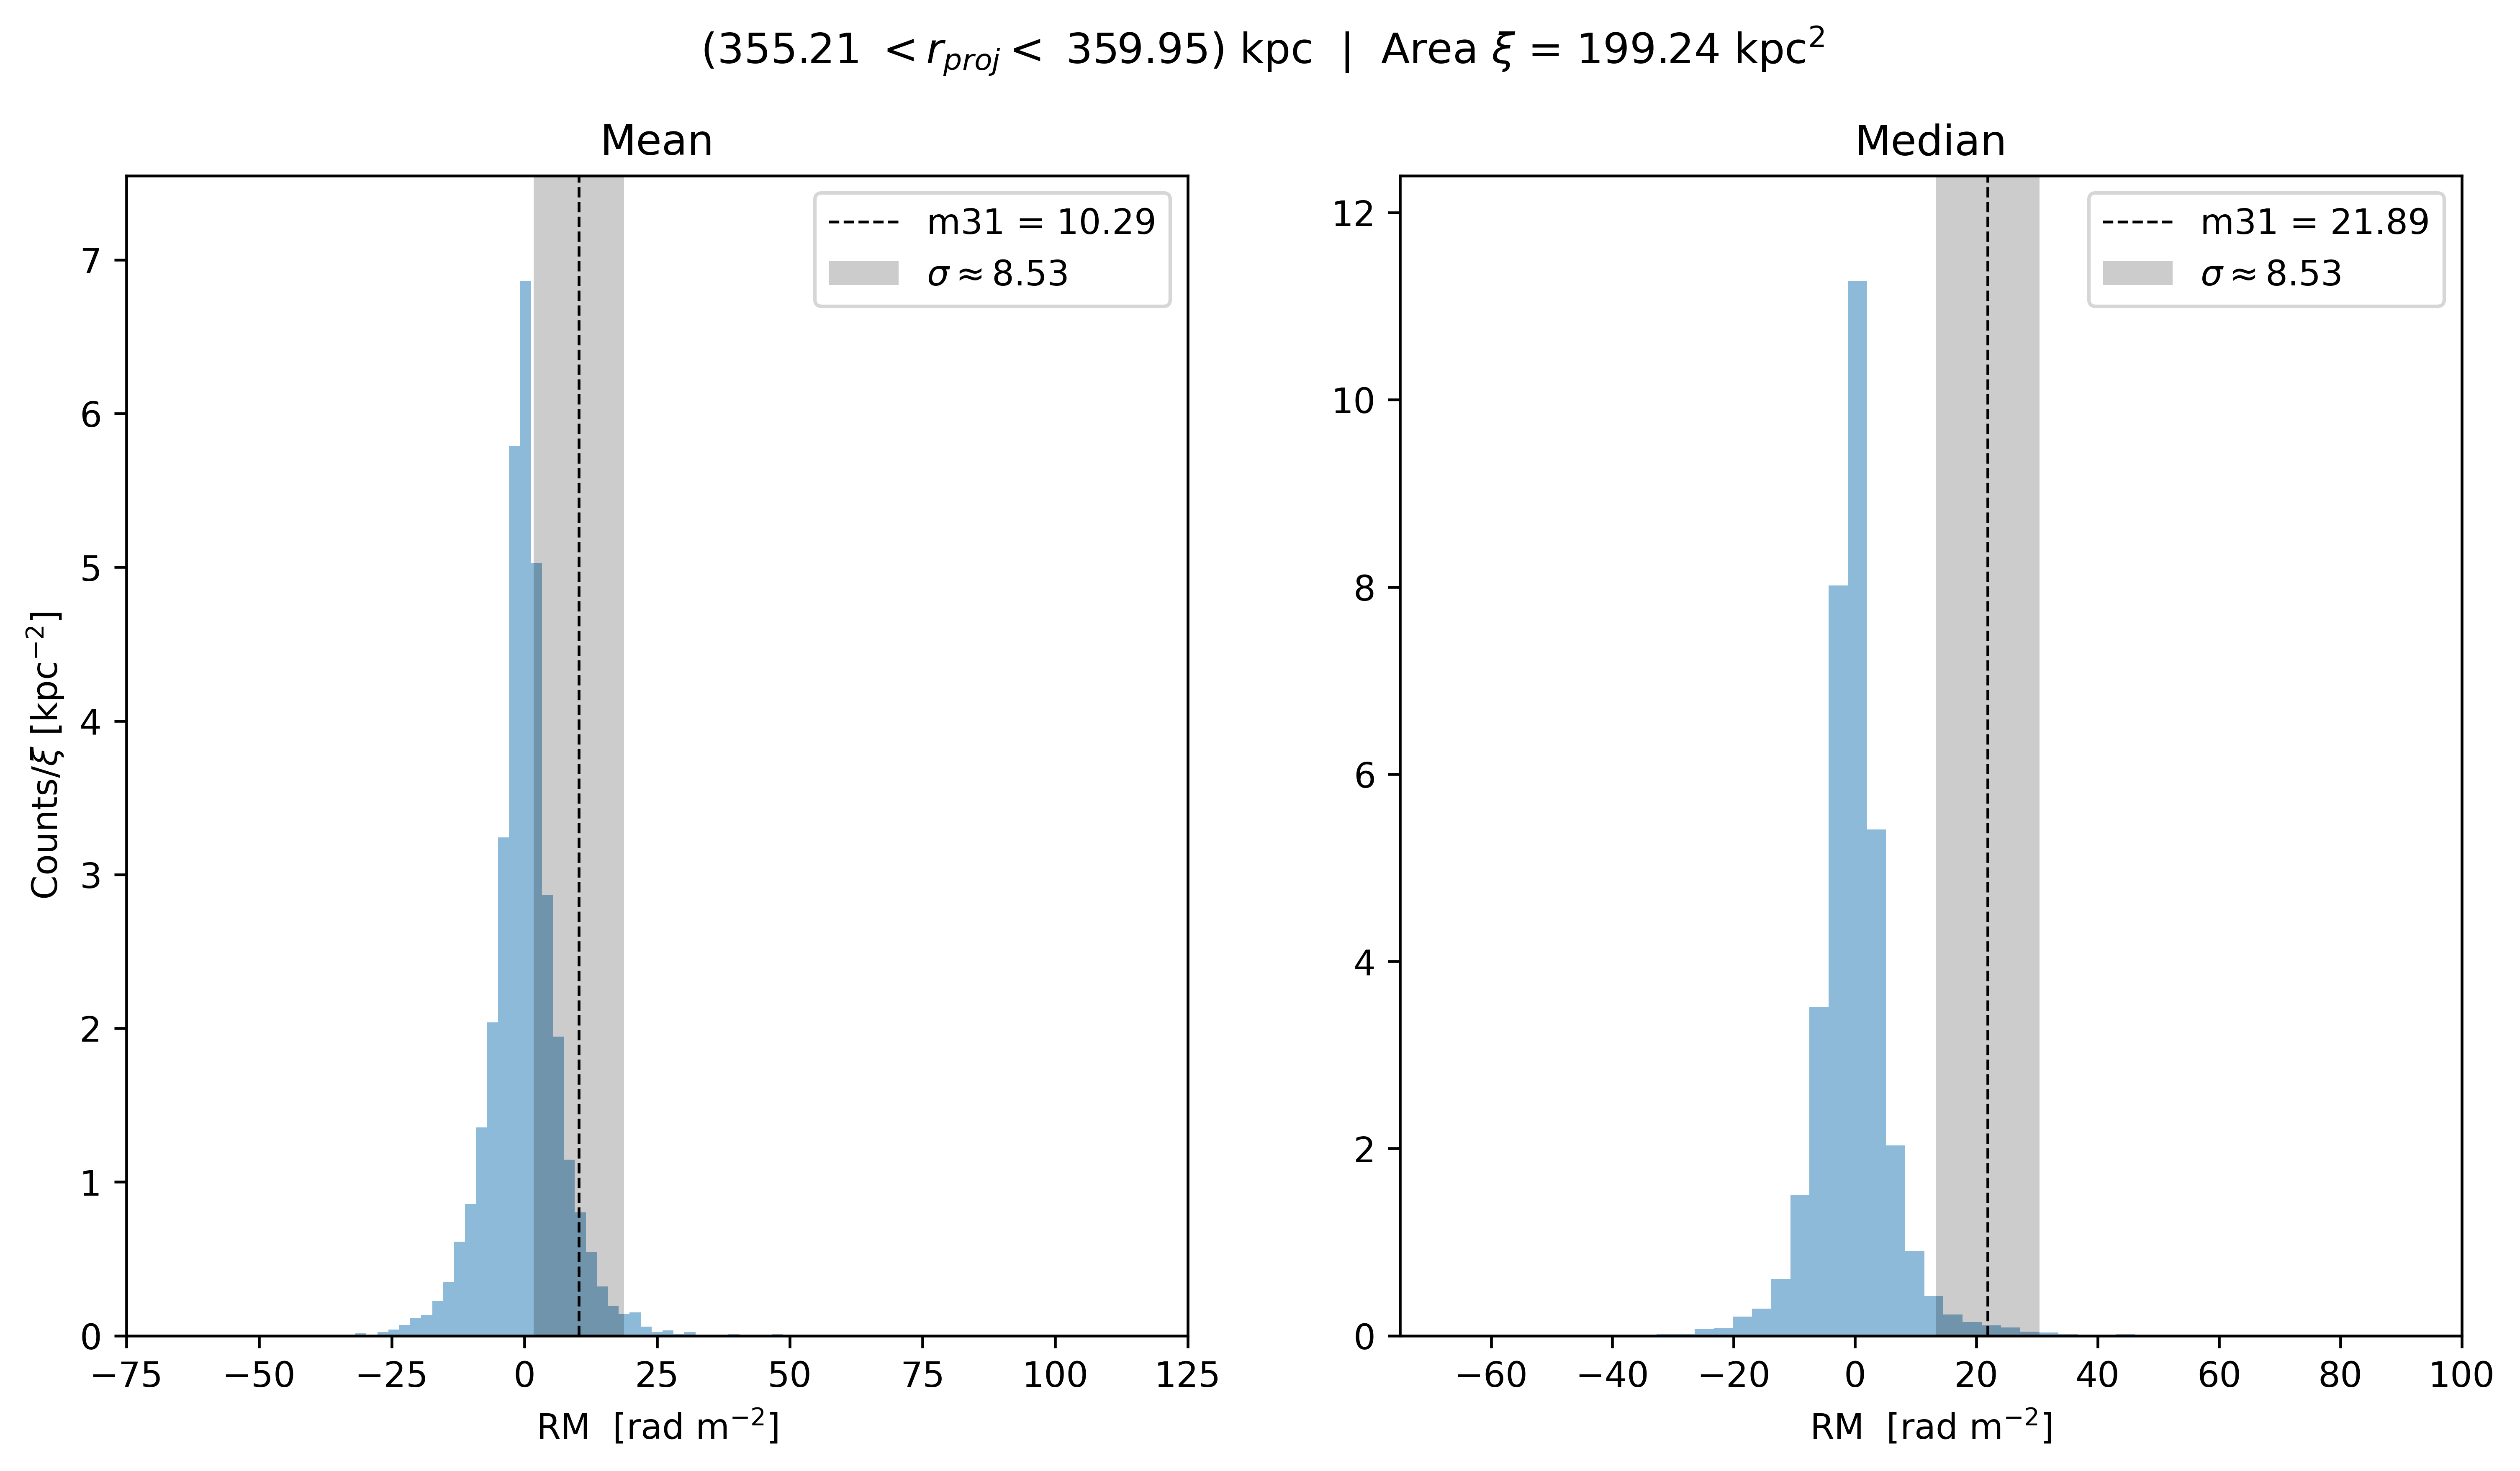 (355.21 < r_proj < 359.95) kpc | Area ξ = 199.24 kpc²
Mean
m31 = 10.29
σ ≈ 8.53
7
6
5
4
3
2
1
0
Counts/ξ [kpc⁻²]
−75 −50 −25 0 25 50 75 100 125
RM [rad m⁻²]
Median
m31 = 21.89
σ ≈ 8.53
12
10
8
6
4
2
0
−60 −40 −20 0 20 40 60 80 100
RM [rad m⁻²]